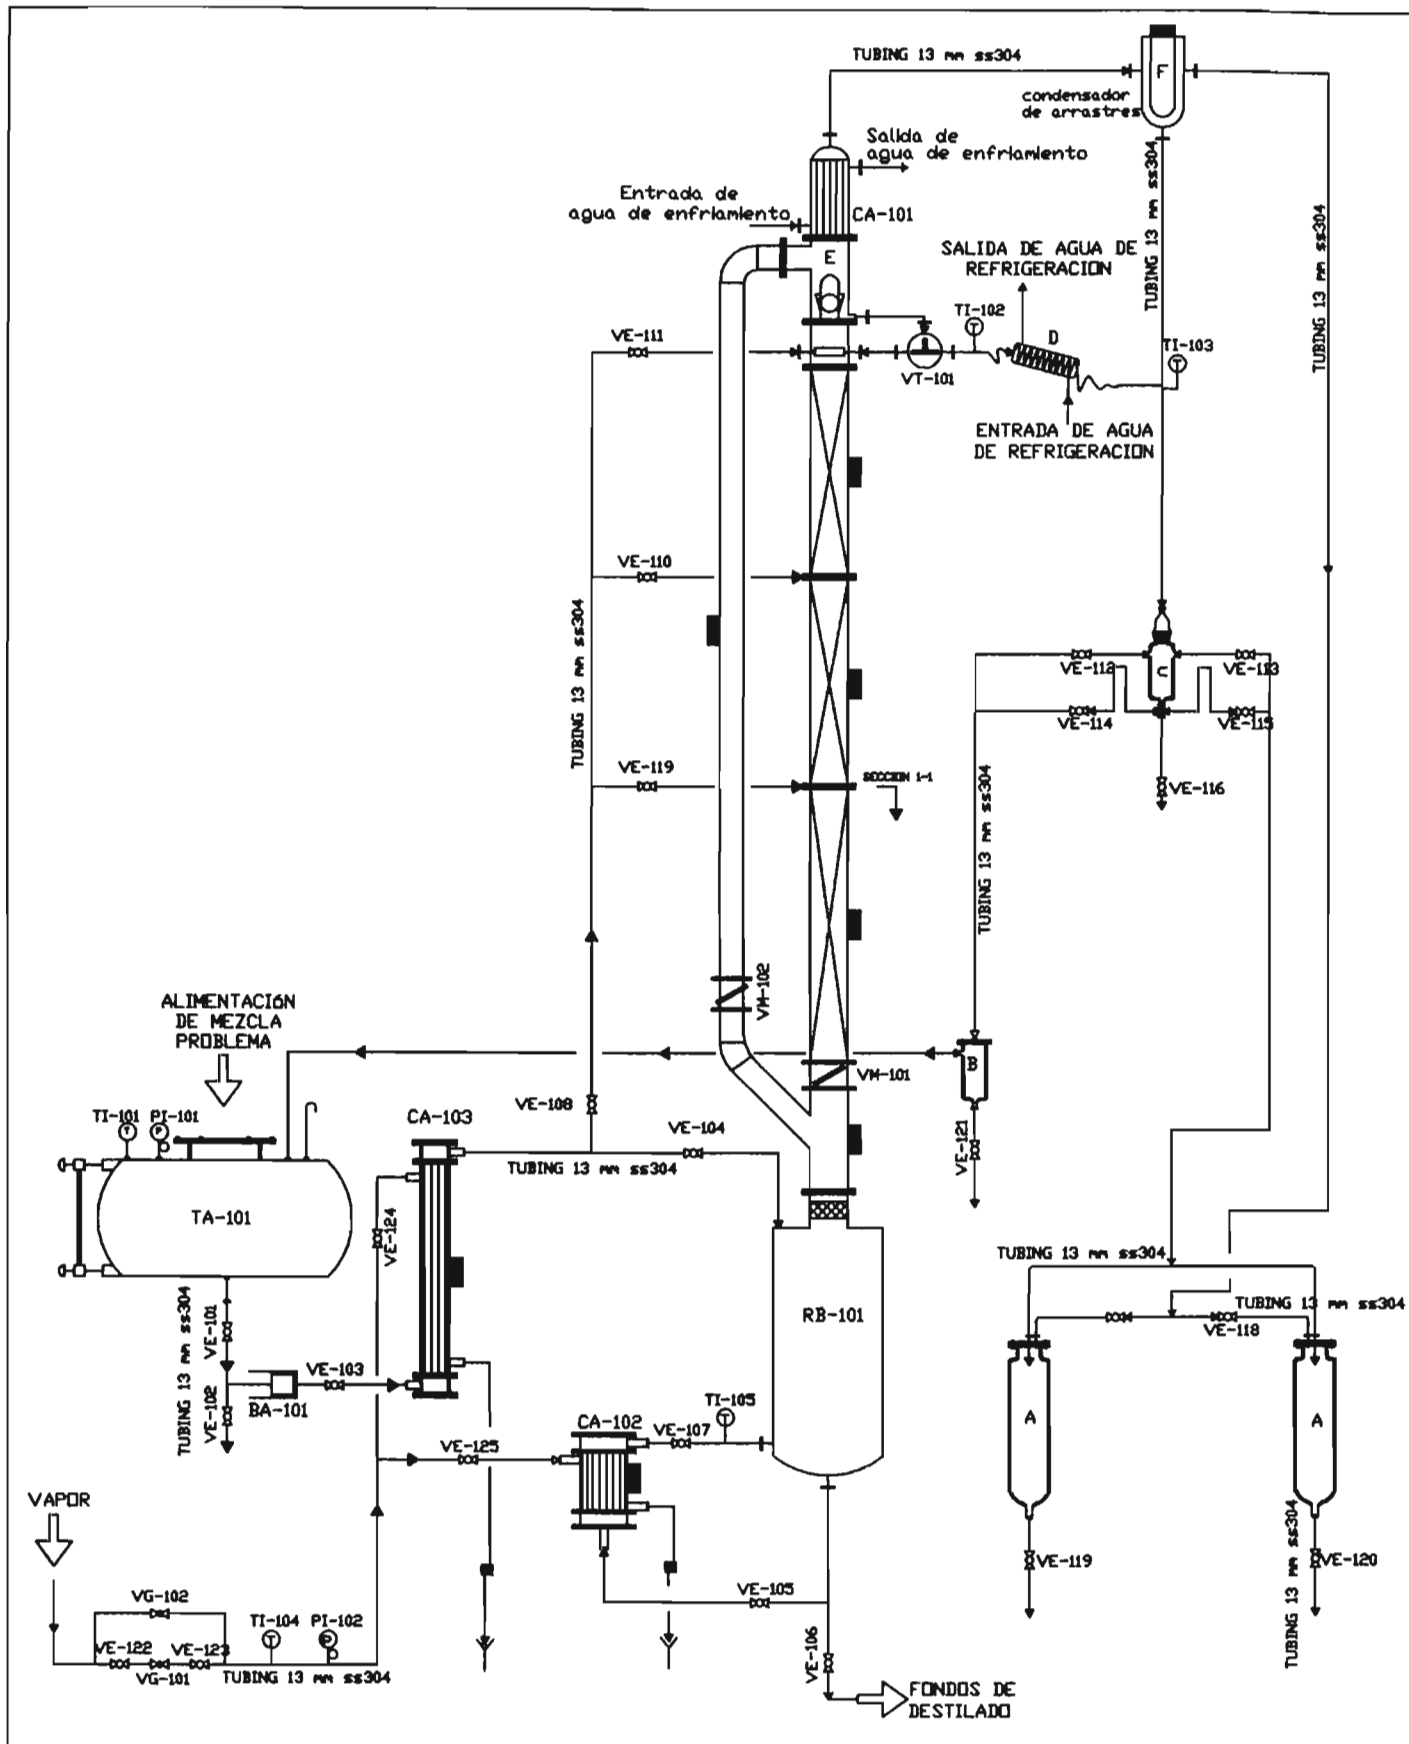 TUBING 13 mm ss304
F
condensador
de arrastres
Salida de
agua de enfriamiento
Entrada de
agua de enfriamiento
CA-101
TUBING 13 mm ss304
TUBING 13 mm ss304
E
SALIDA DE AGUA DE
REFRIGERACION
TI-102
T
D
VE-111
TI-103
T
VT-101
ENTRADA DE AGUA
DE REFRIGERACION
VE-110
TUBING 13 mm ss304
VE-112
C
VE-113
VE-114
VE-115
VE-119
SECCION 1-1
VE-116
TUBING 13 mm ss304
VM-102
ALIMENTACIÓN
DE MEZCLA
PROBLEMA
B
VM-101
VE-108
TI-101
T
PI-101
P
CA-103
VE-104
VE-121
TUBING 13 mm ss304
TA-101
VE-124
TUBING 13 mm ss304
TUBING 13 mm ss304
VE-118
RB-101
TUBING 13 mm ss304
VE-101
VE-103
VE-102
BA-101
TI-105
T
A
A
CA-102
VE-107
VE-125
VAPOR
VE-119
VE-120
TUBING 13 mm ss304
VG-102
VE-105
TI-104
T
PI-102
P
VE-122
VE-123
VG-101
TUBING 13 mm ss304
VE-106
FONDOS DE
DESTILADO